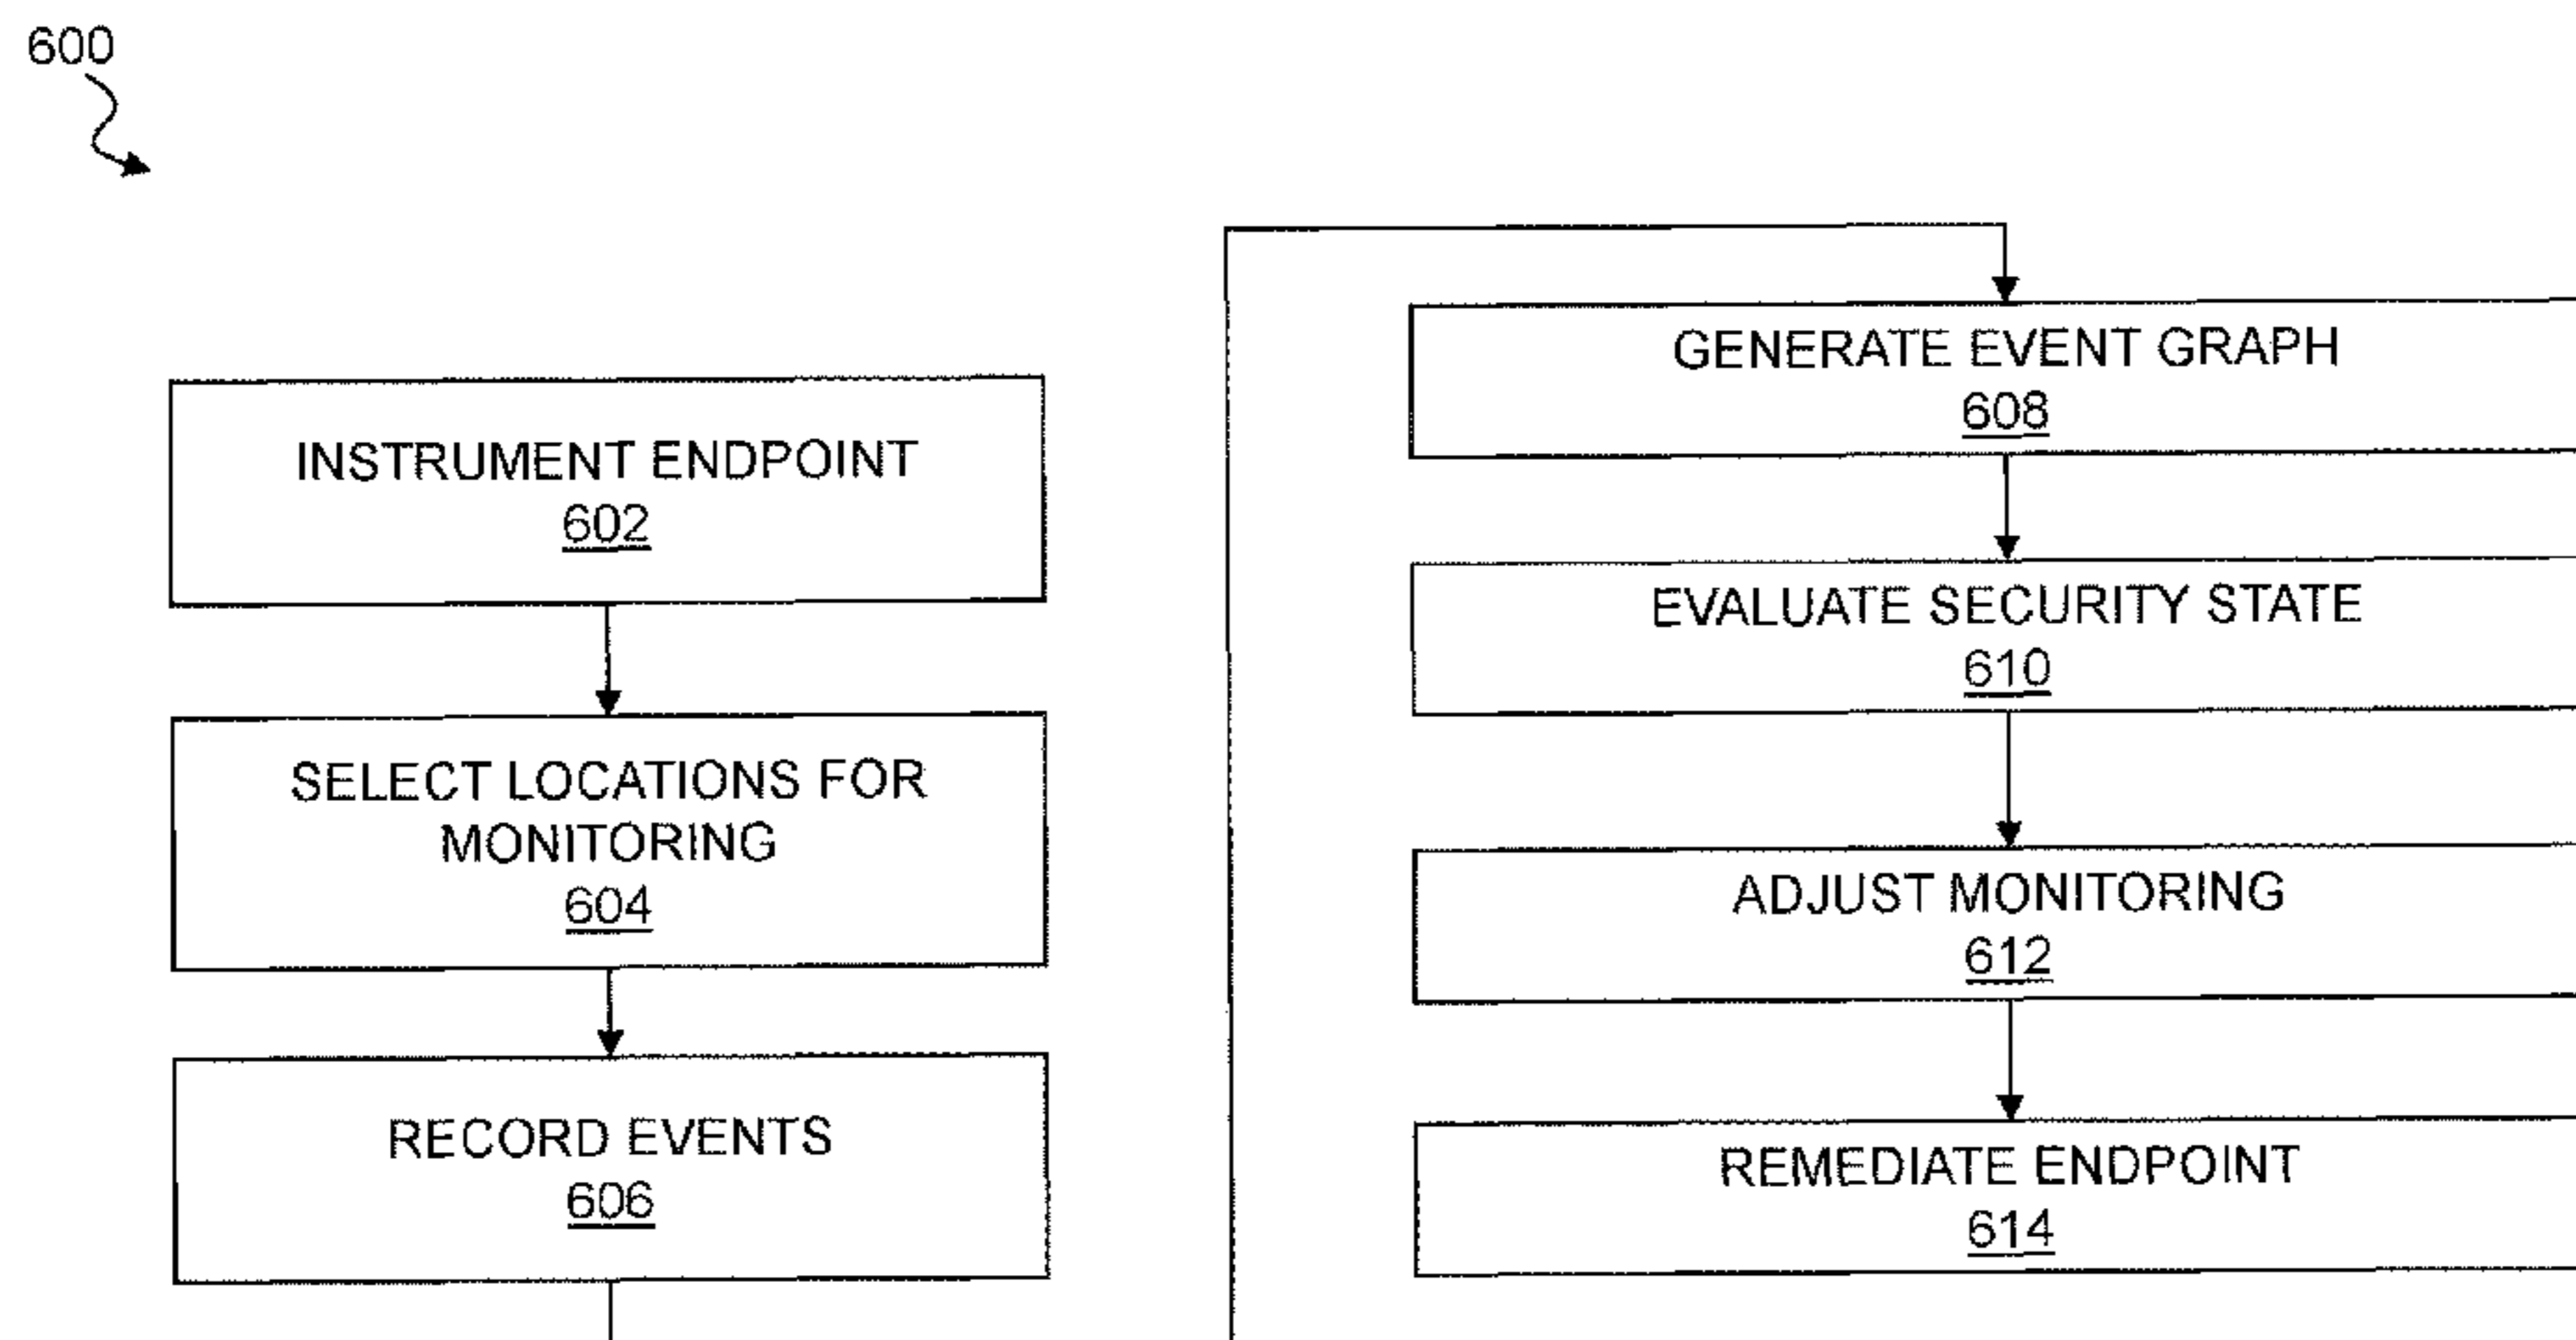 600
INSTRUMENT ENDPOINT
602
SELECT LOCATIONS FOR
MONITORING
604
RECORD EVENTS
606
GENERATE EVENT GRAPH
608
EVALUATE SECURITY STATE
610
ADJUST MONITORING
612
REMEDIATE ENDPOINT
614